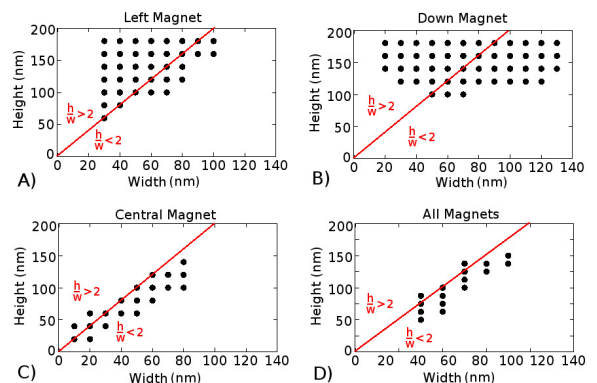 Left Magnet
200
150
100
50
0
Height (nm)
h/w > 2
h/w < 2
0 20 40 60 80 100 120 140
Width (nm)
A)
Down Magnet
200
150
100
50
0
Height (nm)
h/w > 2
h/w < 2
0 20 40 60 80 100 120 140
Width (nm)
B)
Central Magnet
200
150
100
50
0
Height (nm)
h/w > 2
h/w < 2
0 20 40 60 80 100 120 140
Width (nm)
C)
All Magnets
200
150
100
50
0
Height (nm)
h/w > 2
h/w < 2
0 20 40 60 80 100 120 140
Width (nm)
D)